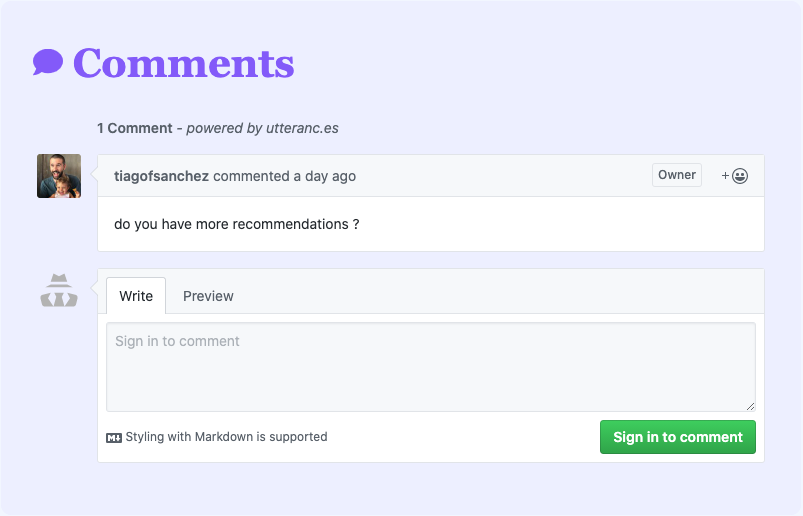 Comments
1 Comment - powered by utteranc.es
tiagofsanchez commented a day ago
Owner
+
do you have more recommendations ?
Write
Preview
Sign in to comment
Styling with Markdown is supported
Sign in to comment